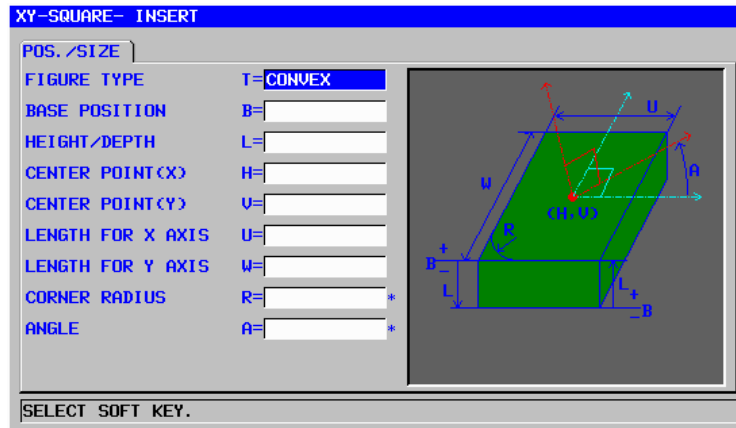 XY-SQUARE- INSERT
POS./SIZE
FIGURE TYPE T=CONVEX
BASE POSITION B=
HEIGHT/DEPTH L=
CENTER POINT(X) H=
CENTER POINT(Y) V=
LENGTH FOR X AXIS U=
LENGTH FOR Y AXIS W=
CORNER RADIUS R= *
ANGLE A= *
U
W
A
(H,V)
R
+
B
-
L
L
+
-
B
SELECT SOFT KEY.